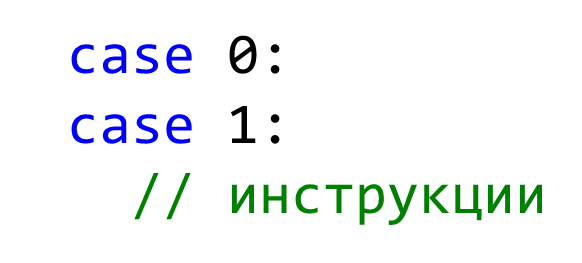 case 0:
case 1:
// инструкции